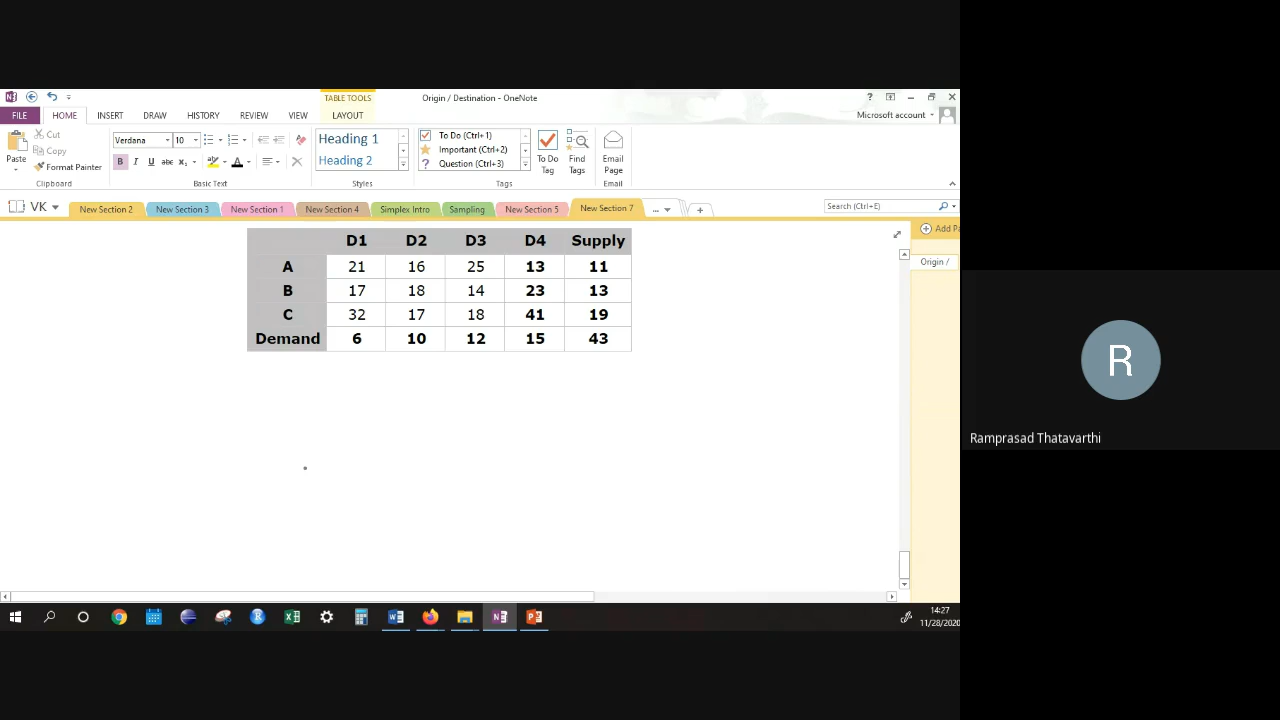 TABLE TOOLS
Origin / Destination - OneNote
FILE HOME INSERT DRAW HISTORY REVIEW VIEW LAYOUT
Microsoft account
Paste
Cut
Copy
Format Painter
Clipboard
Verdana 10
B I U abc x₂ A
Basic Text
Heading 1
Heading 2
Styles
To Do (Ctrl+1)
Important (Ctrl+2)
Question (Ctrl+3)
Tags
To Do Tag
Find Tags
Email Page
Email
VK
New Section 2 New Section 3 New Section 1 New Section 4 Simplex Intro Sampling New Section 5 New Section 7 ...
Search (Ctrl+E)
Add Pa
Origin /
D1 D2 D3 D4 Supply
A 21 16 25 13 11
B 17 18 14 23 13
C 32 17 18 41 19
Demand 6 10 12 15 43
R
Ramprasad Thatavarthi
14:27
11/28/2020